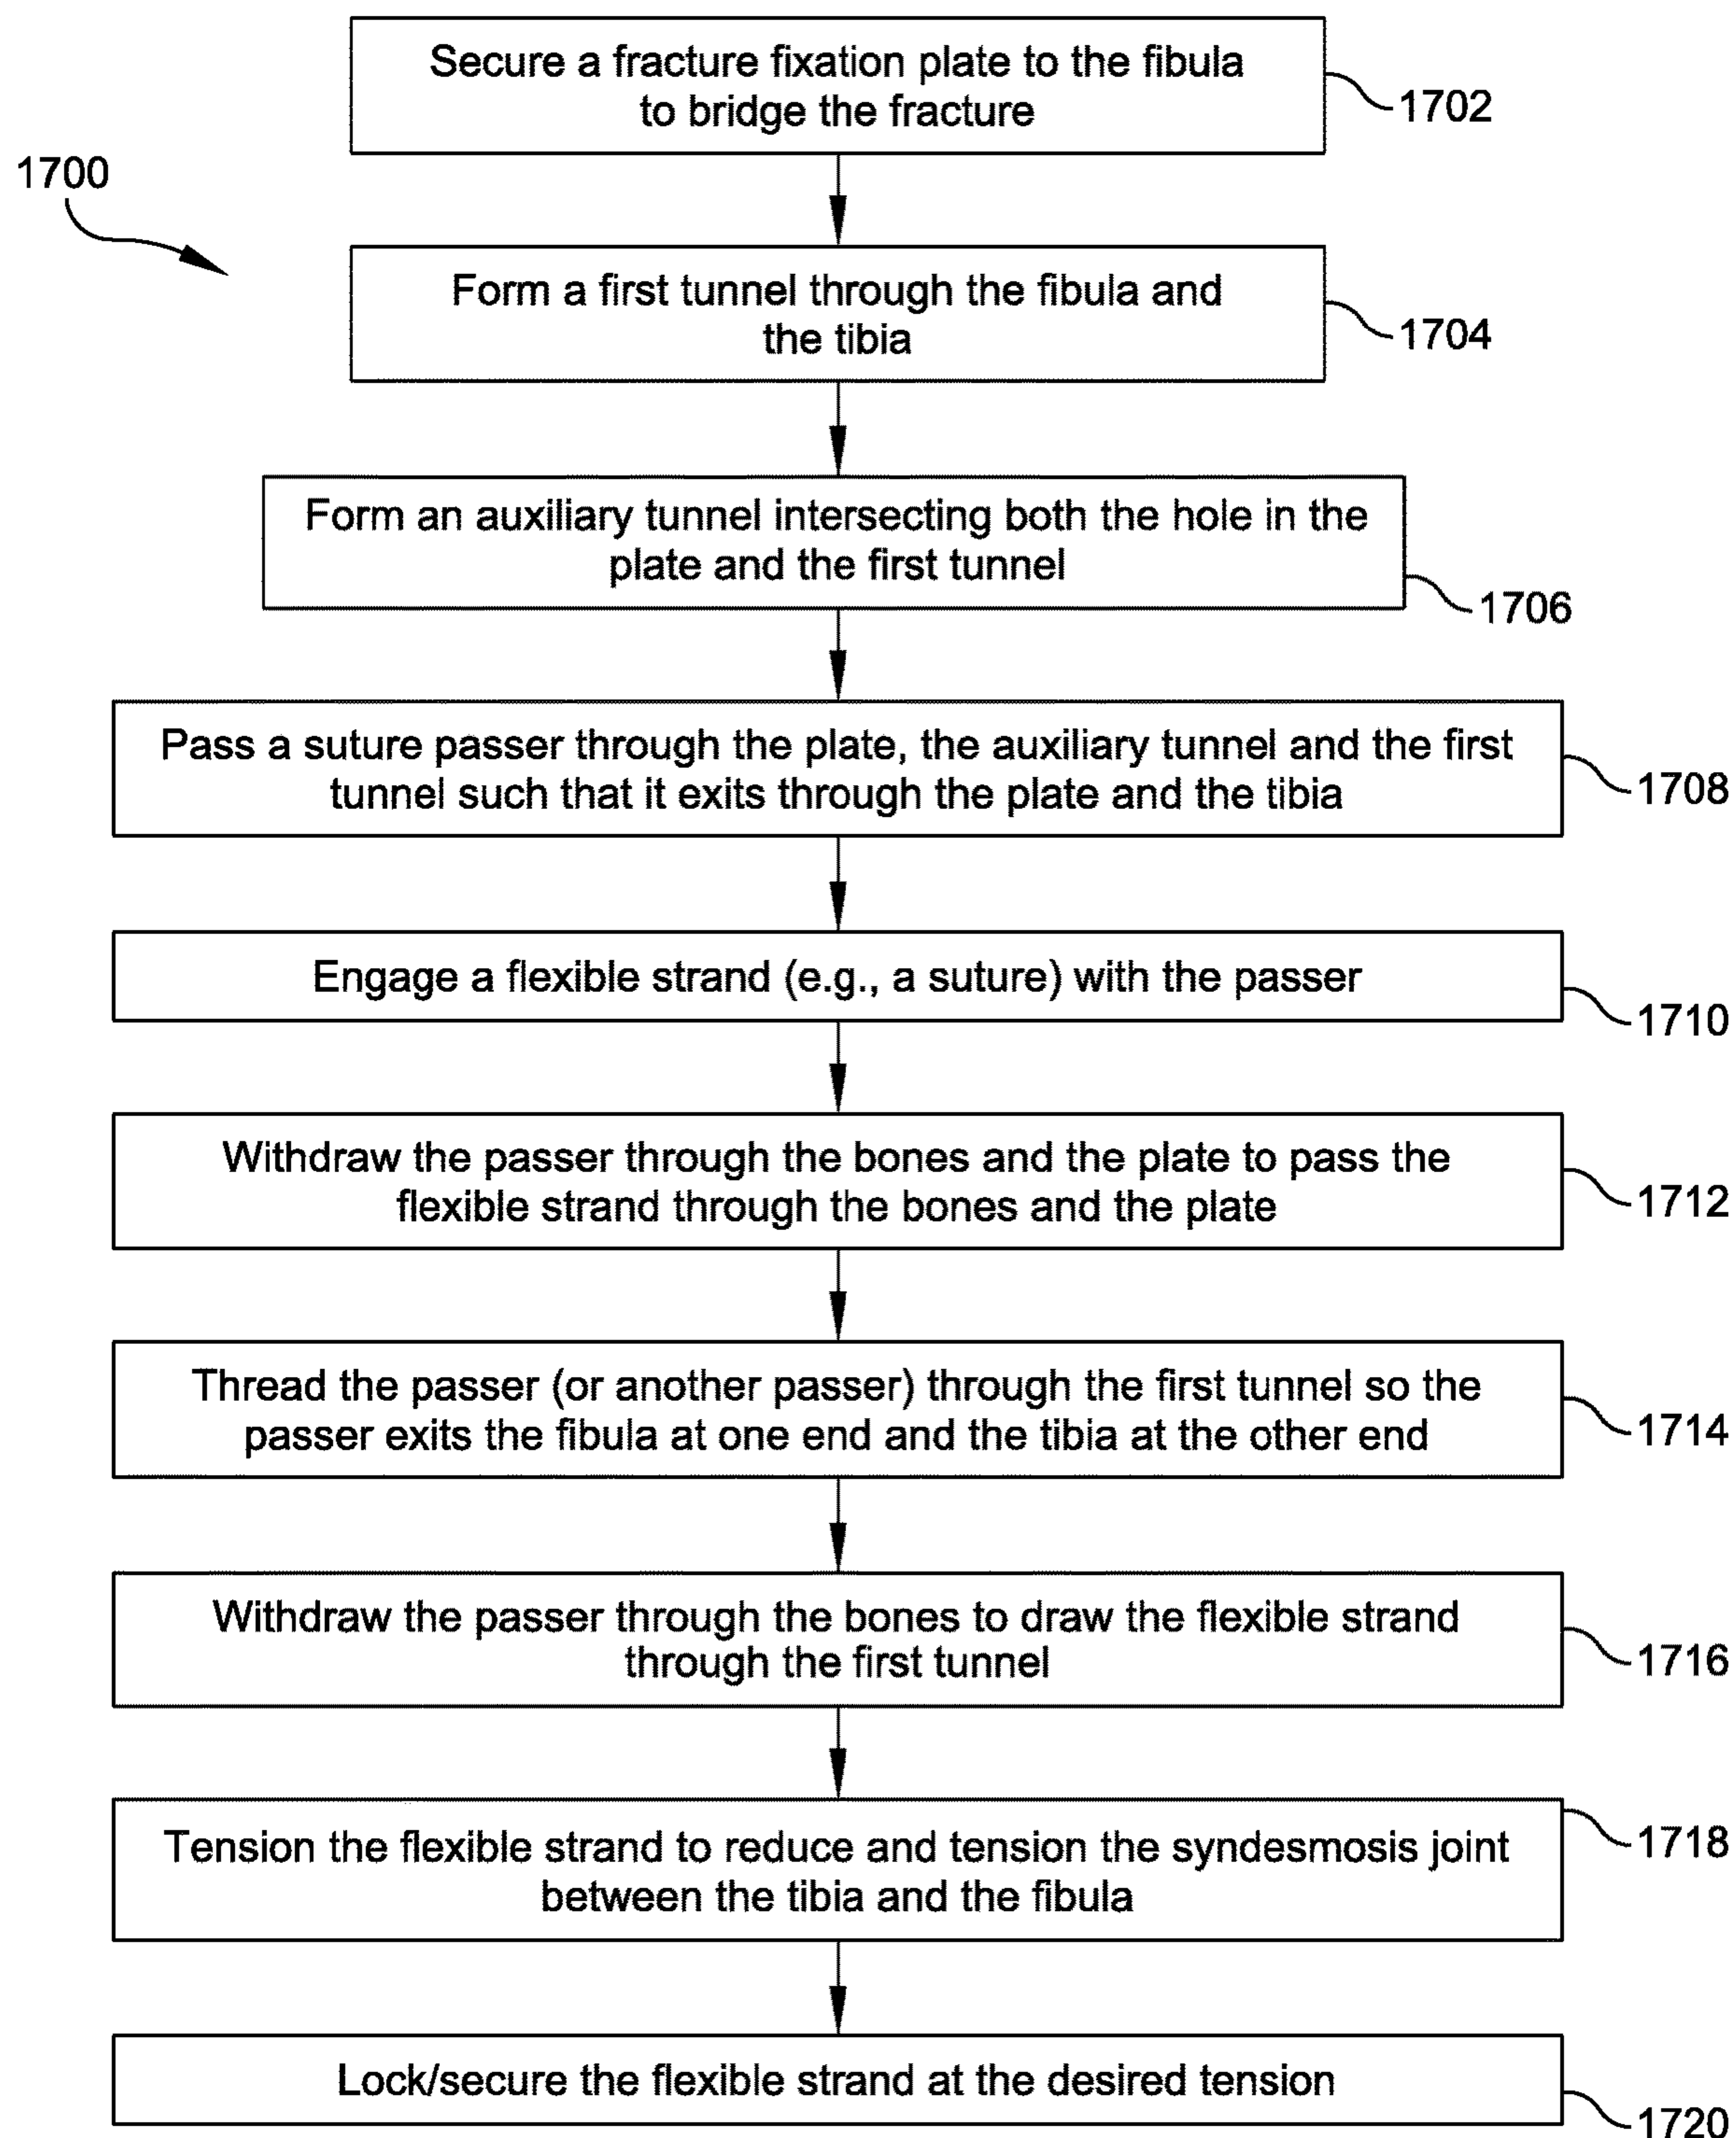 Secure a fracture fixation plate to the fibula
to bridge the fracture
1702
1700
Form a first tunnel through the fibula and
the tibia
1704
Form an auxiliary tunnel intersecting both the hole in the
plate and the first tunnel
1706
Pass a suture passer through the plate, the auxiliary tunnel and the first
tunnel such that it exits through the plate and the tibia
1708
Engage a flexible strand (e.g., a suture) with the passer
1710
Withdraw the passer through the bones and the plate to pass the
flexible strand through the bones and the plate
1712
Thread the passer (or another passer) through the first tunnel so the
passer exits the fibula at one end and the tibia at the other end
1714
Withdraw the passer through the bones to draw the flexible strand
through the first tunnel
1716
Tension the flexible strand to reduce and tension the syndesmosis joint
between the tibia and the fibula
1718
Lock/secure the flexible strand at the desired tension
1720